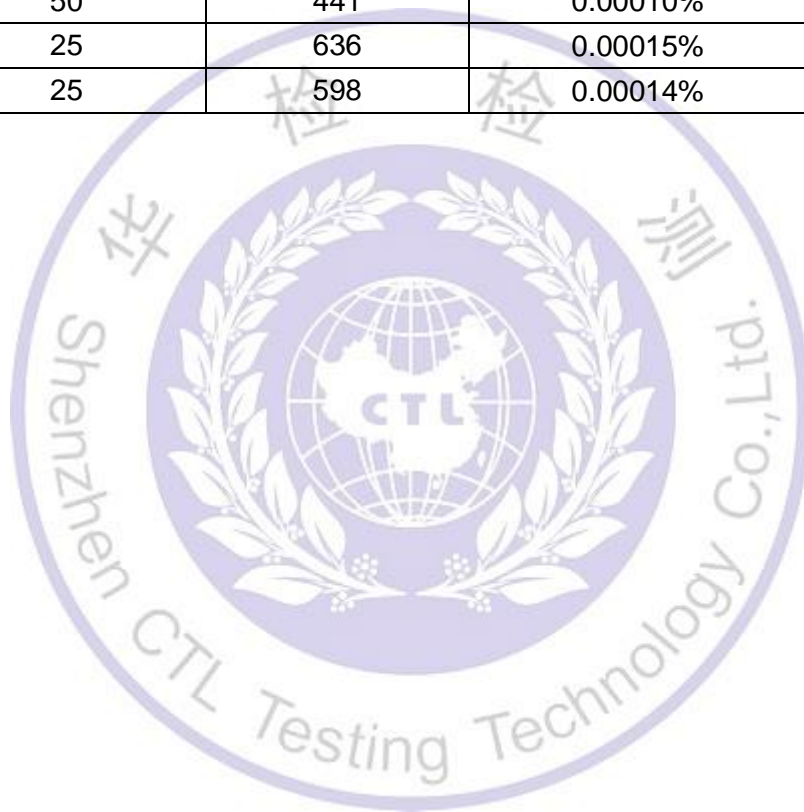 50 441 0.00010%
25 636 0.00015%
25 598 0.00014%
华 检 检 测
CTL
Shenzhen CTL Testing Technology Co.,Ltd.